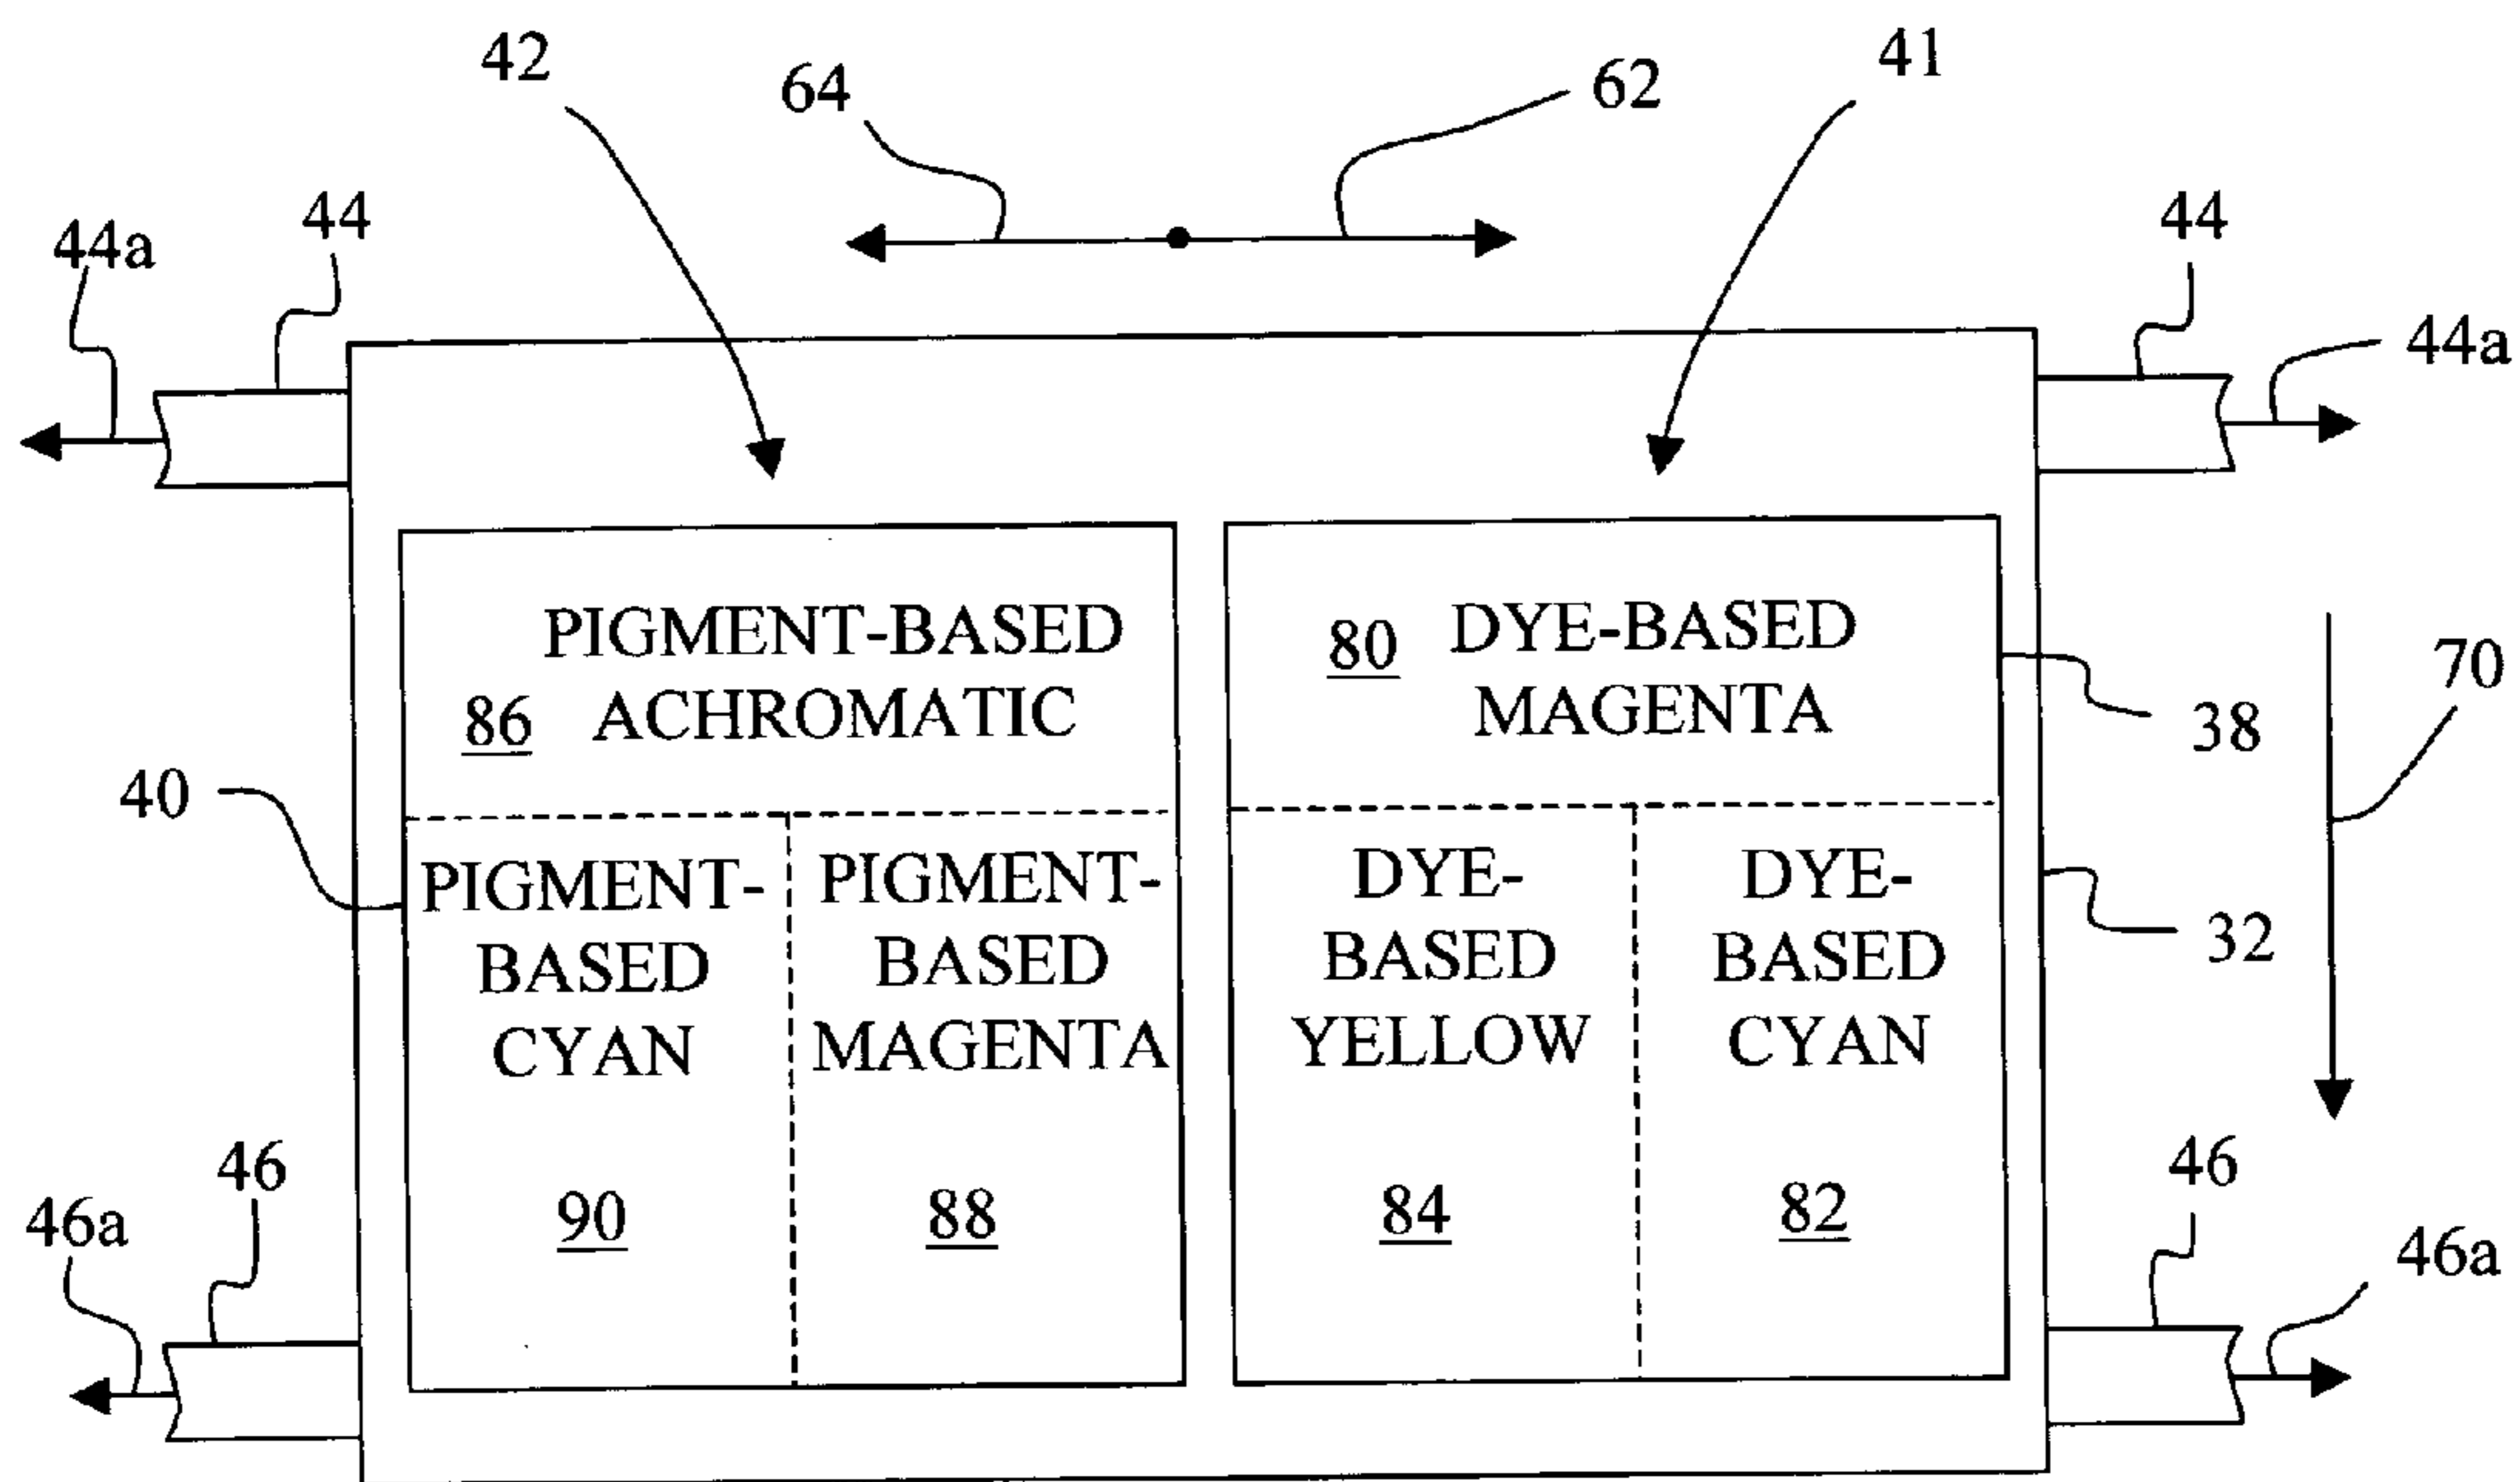 42
64
62
41
44a
44
44
44a
PIGMENT-BASED
86 ACHROMATIC
80 DYE-BASED
MAGENTA
70
38
40
PIGMENT-
BASED
CYAN
90
PIGMENT-
BASED
MAGENTA
88
DYE-
BASED
YELLOW
84
DYE-
BASED
CYAN
82
32
46a
46
46
46a